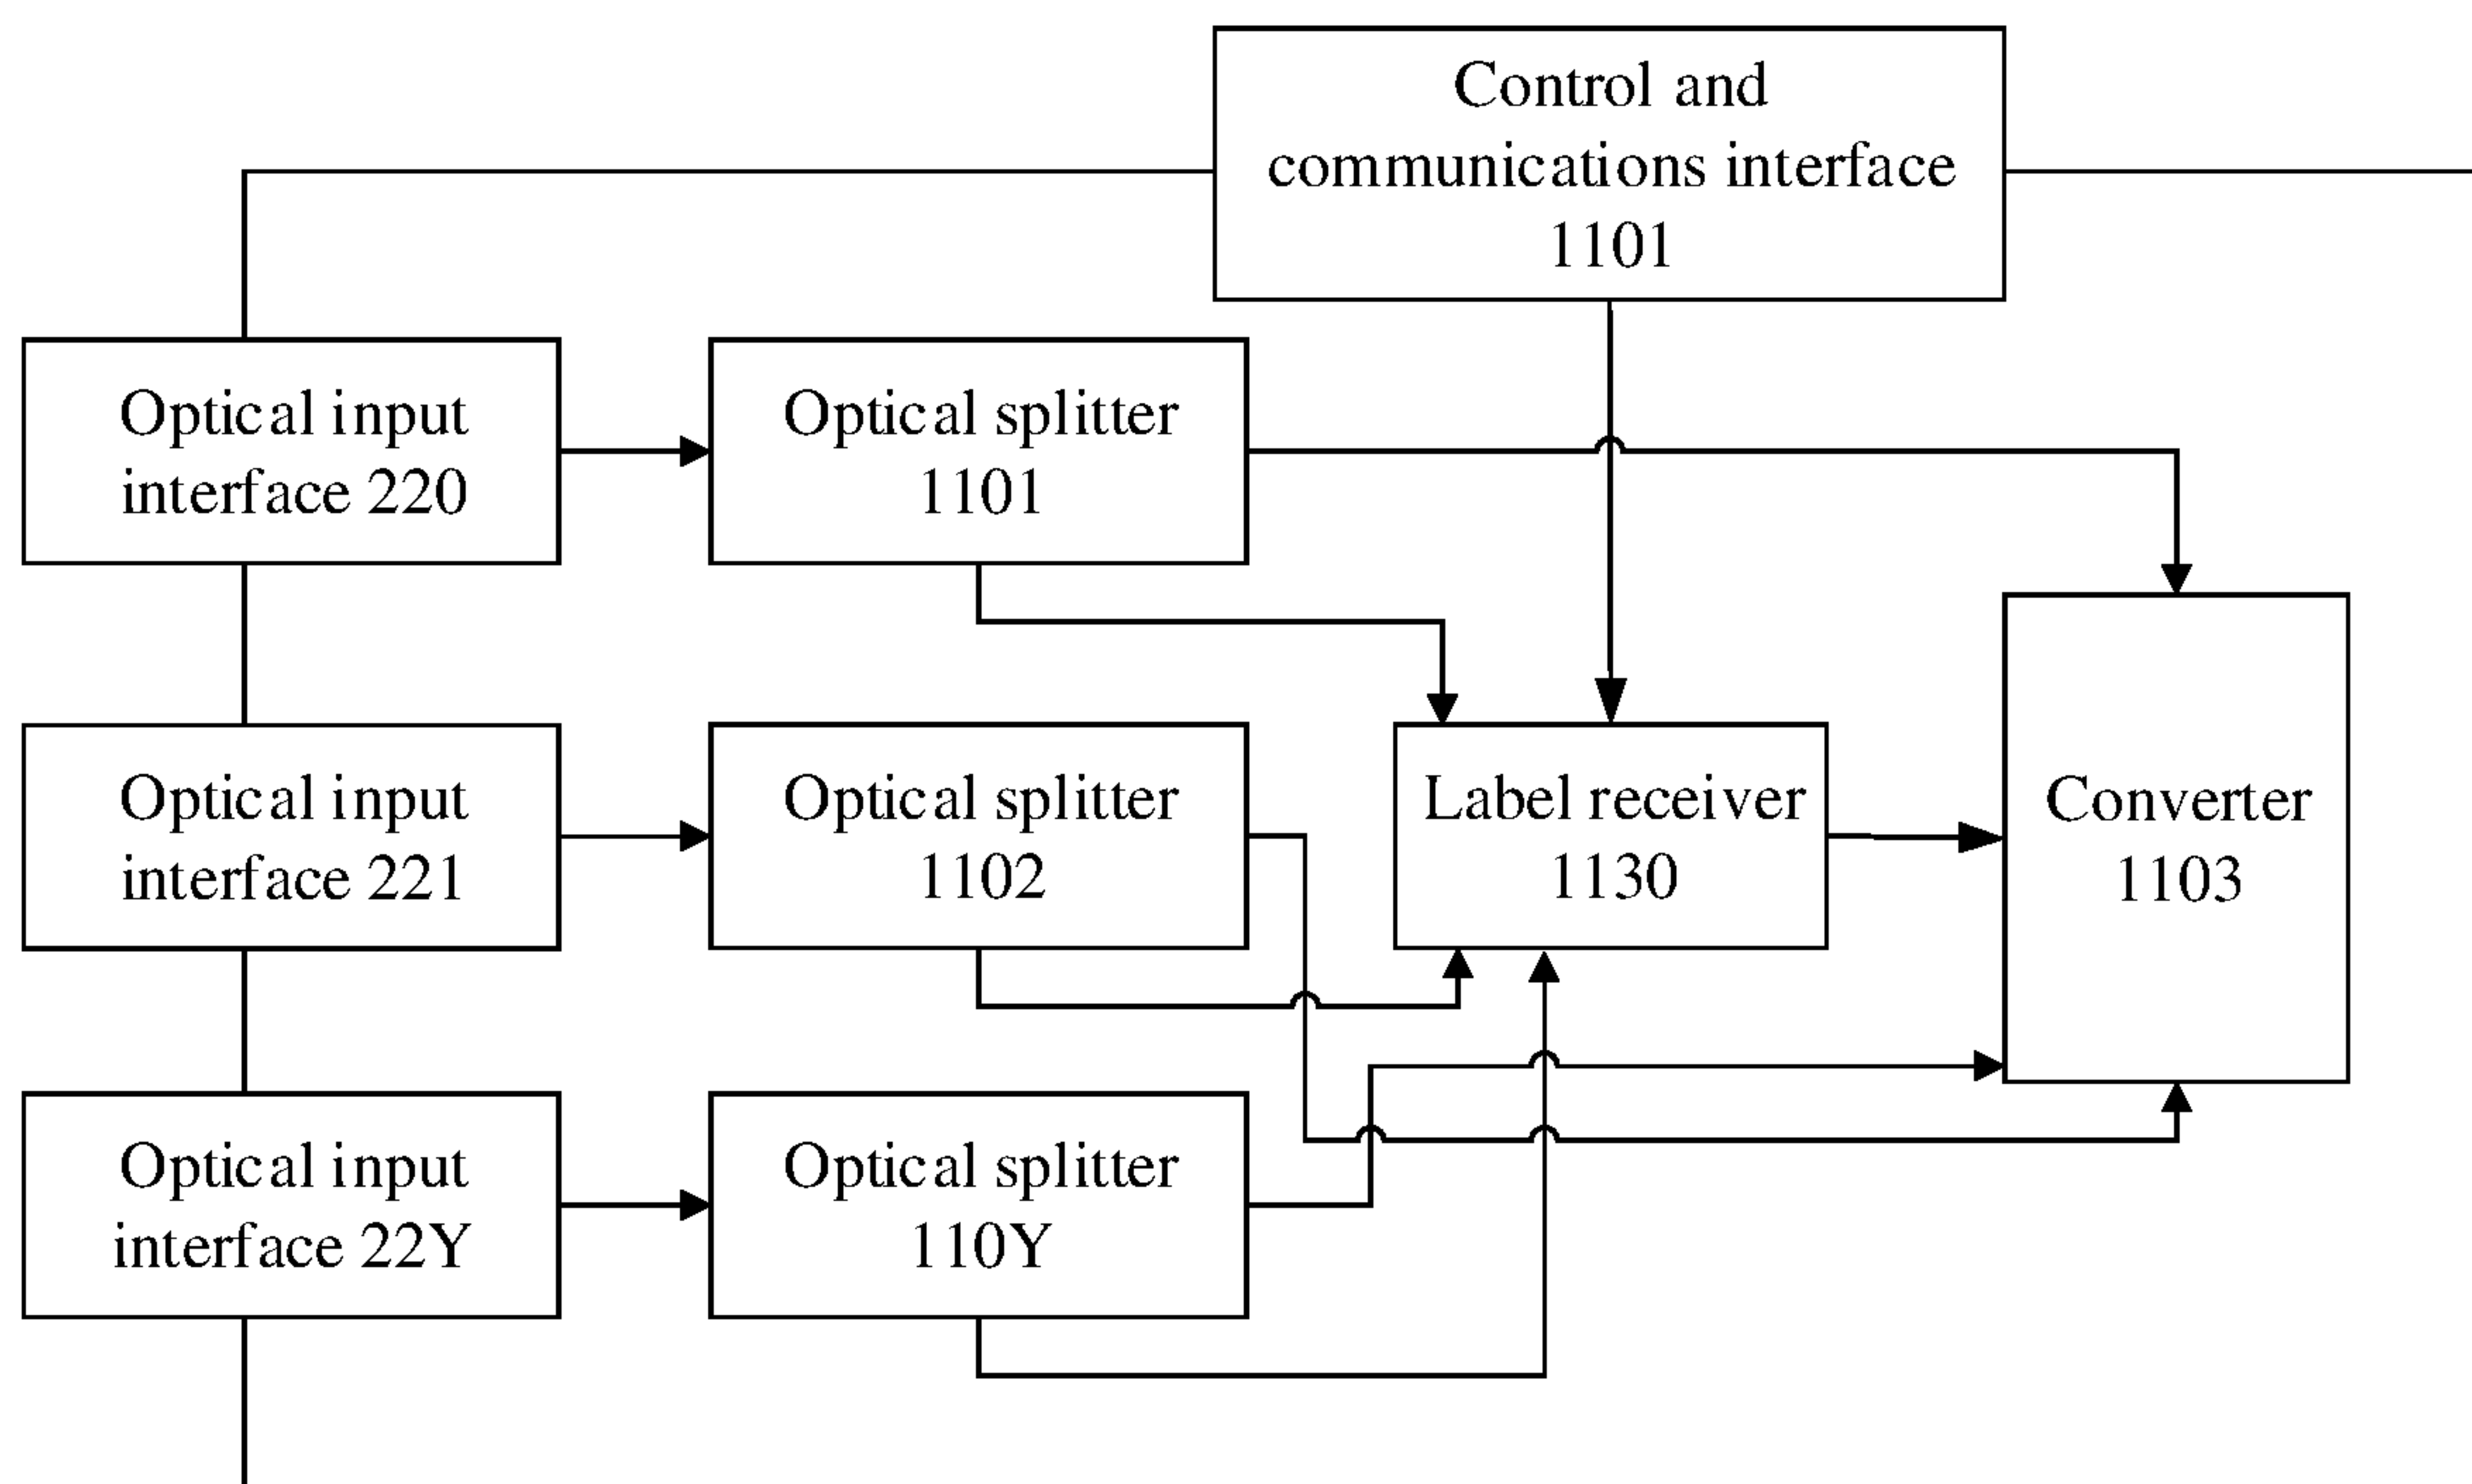 Control and
communications interface
1101
Optical input
interface 220
Optical splitter
1101
Optical input
interface 221
Optical splitter
1102
Label receiver
1130
Converter
1103
Optical input
interface 22Y
Optical splitter
110Y